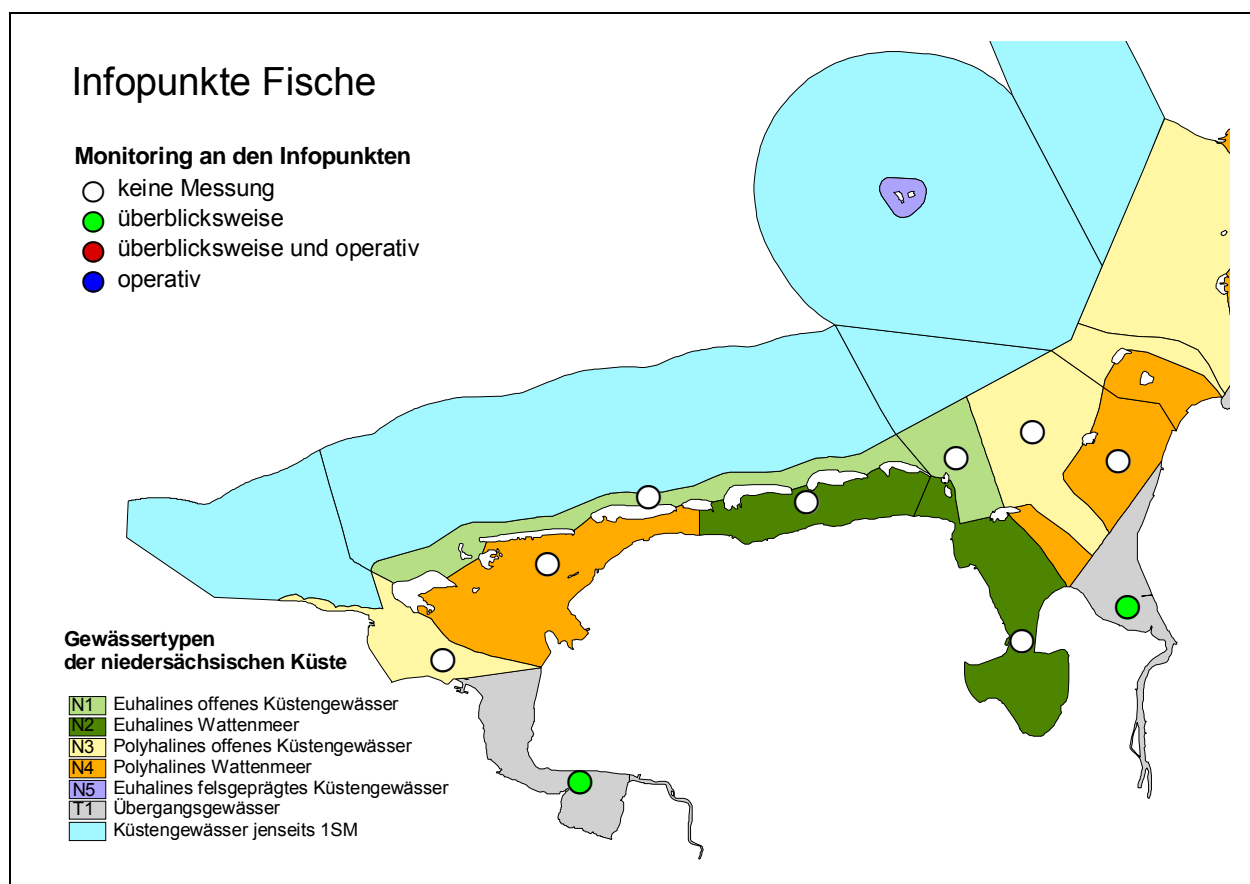 Infopunkte Fische
Monitoring an den Infopunkten
keine Messung
überblicksweise
überblicksweise und operativ
operativ
Gewässertypen
der niedersächsischen Küste
N1 Euhalines offenes Küstengewässer
N2 Euhalines Wattenmeer
N3 Polyhalines offenes Küstengewässer
N4 Polyhalines Wattenmeer
N5 Euhalines felsgeprägtes Küstengewässer
T1 Übergangsgewässer
Küstengewässer jenseits 1SM